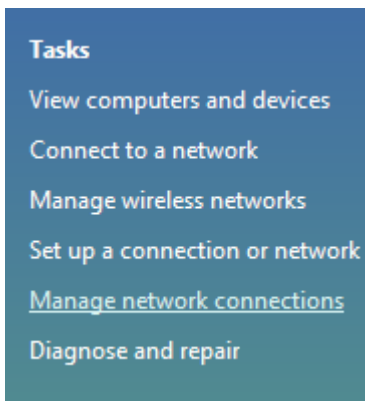 Tasks
View computers and devices
Connect to a network
Manage wireless networks
Set up a connection or network
Manage network connections
Diagnose and repair